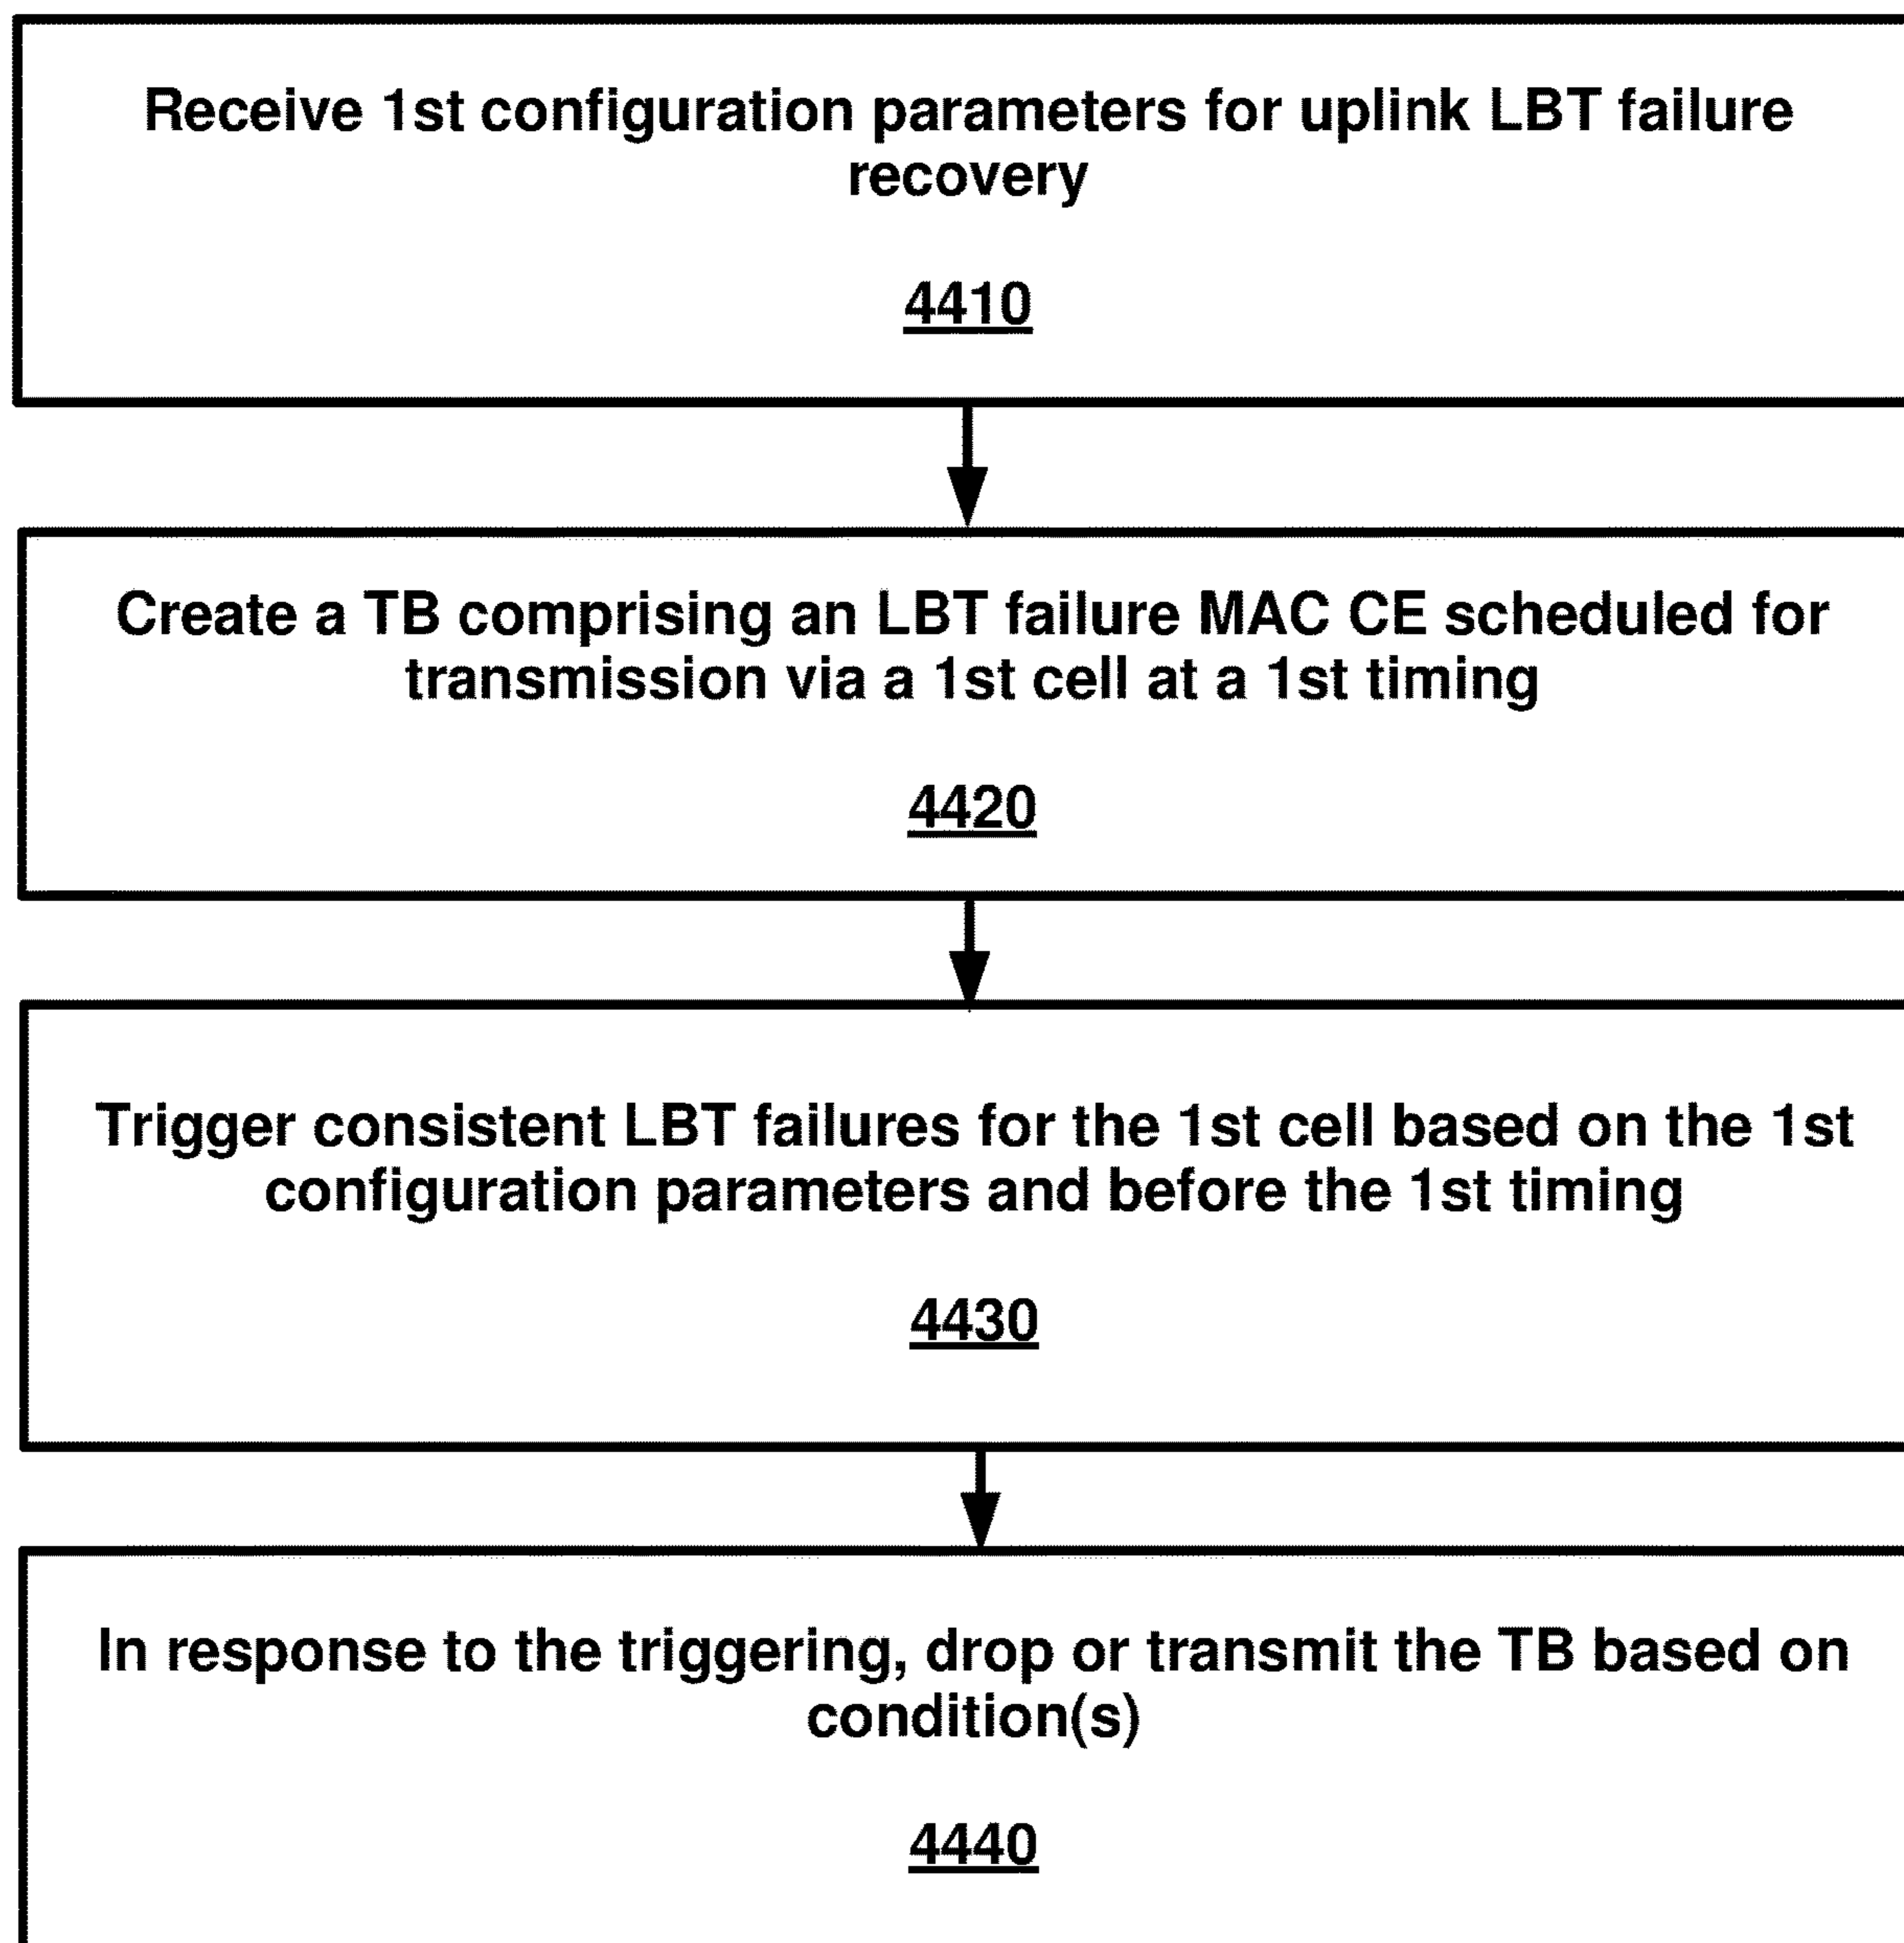 Receive 1st configuration parameters for uplink LBT failure
recovery
4410
Create a TB comprising an LBT failure MAC CE scheduled for
transmission via a 1st cell at a 1st timing
4420
Trigger consistent LBT failures for the 1st cell based on the 1st
configuration parameters and before the 1st timing
4430
In response to the triggering, drop or transmit the TB based on
condition(s)
4440